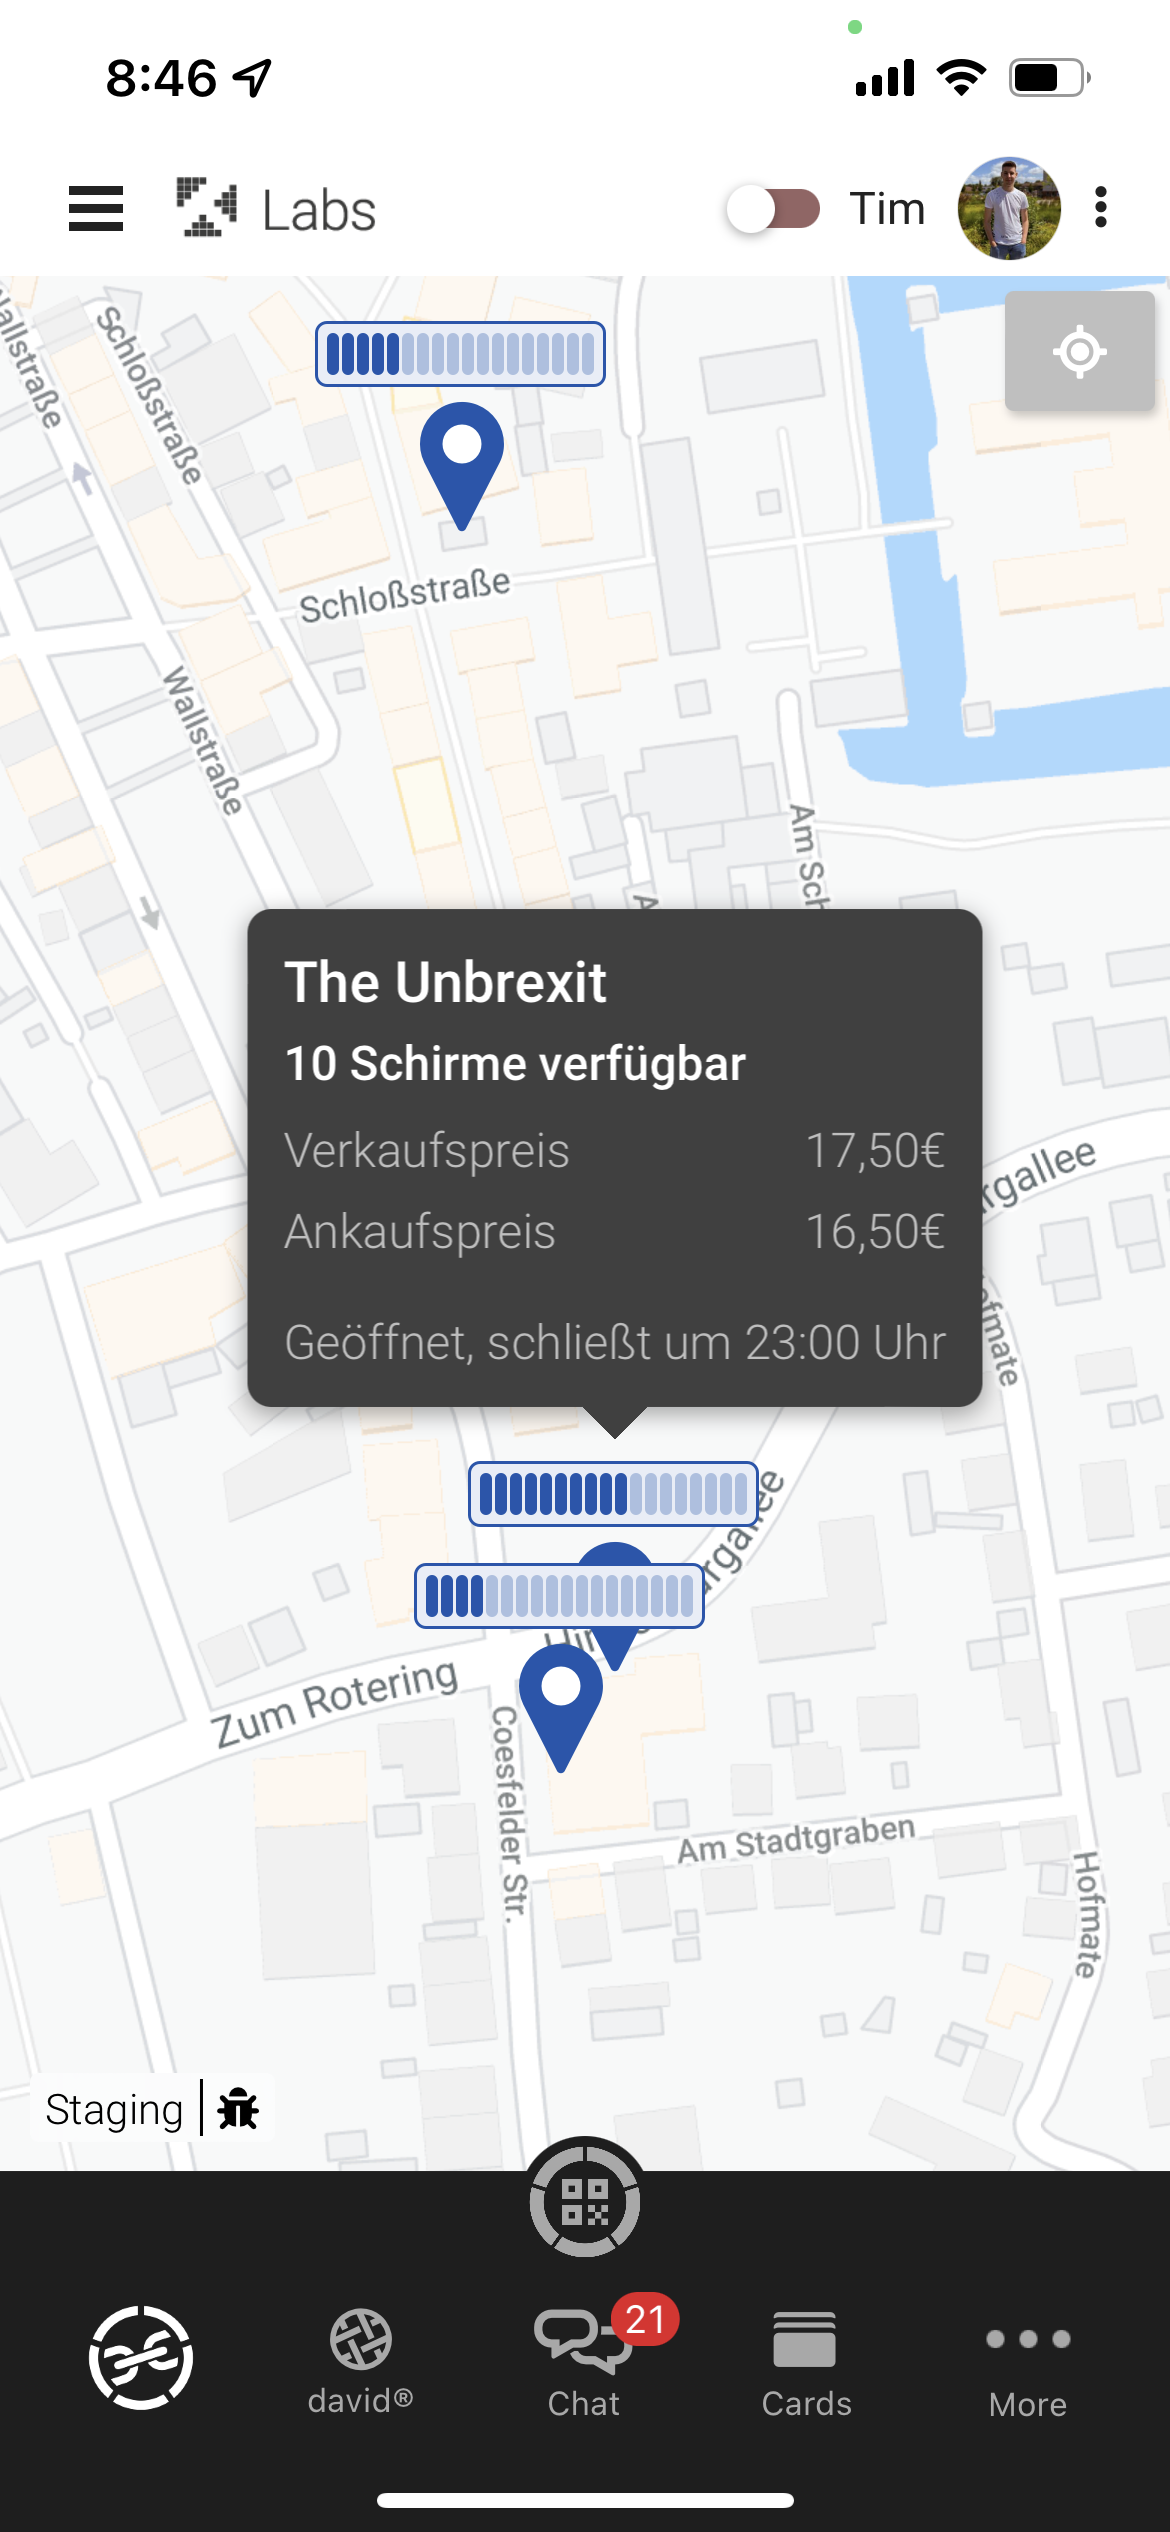 8:46
Labs
Tim
Wallstraße
Schloßstraße
Schloßstraße
Wallstraße
Am Sch
A
The Unbrexit
10 Schirme verfügbar
Verkaufspreis 17,50€
Ankaufspreis 16,50€
Geöffnet, schließt um 23:00 Uhr
rgallee
ofmate
Zum Rotering
Coesfelder Str.
Am Stadtgraben
Hofmate
Staging
21
david®
Chat
Cards
More